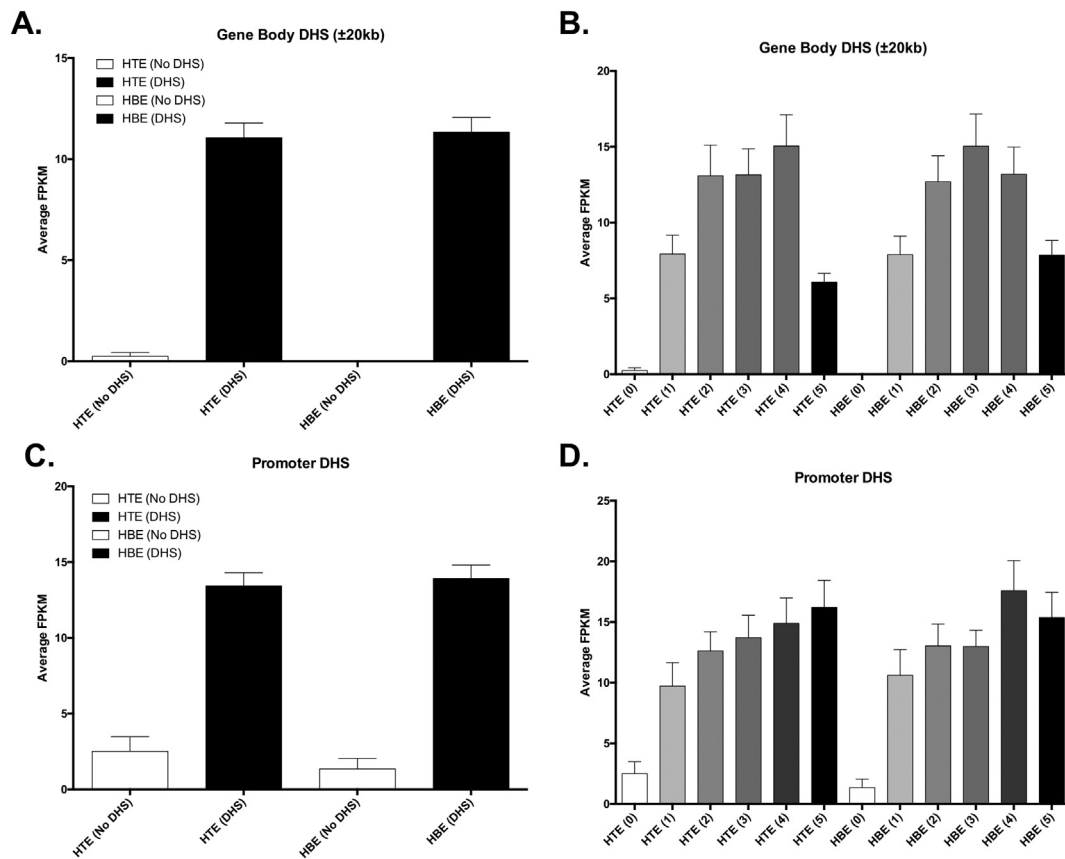 A.
Gene Body DHS (±20kb)
15
10
5
0
Average FPKM
HTE (No DHS)
HTE (DHS)
HBE (No DHS)
HBE (DHS)
HTE (No DHS)
HTE (DHS)
HBE (No DHS)
HBE (DHS)
B.
Gene Body DHS (±20kb)
20
15
10
5
0
Average FPKM
HTE (0)
HTE (1)
HTE (2)
HTE (3)
HTE (4)
HTE (5)
HBE (0)
HBE (1)
HBE (2)
HBE (3)
HBE (4)
HBE (5)
C.
Promoter DHS
20
15
10
5
0
Average FPKM
HTE (No DHS)
HTE (DHS)
HBE (No DHS)
HBE (DHS)
HTE (No DHS)
HTE (DHS)
HBE (No DHS)
HBE (DHS)
D.
Promoter DHS
25
20
15
10
5
0
Average FPKM
HTE (0)
HTE (1)
HTE (2)
HTE (3)
HTE (4)
HTE (5)
HBE (0)
HBE (1)
HBE (2)
HBE (3)
HBE (4)
HBE (5)